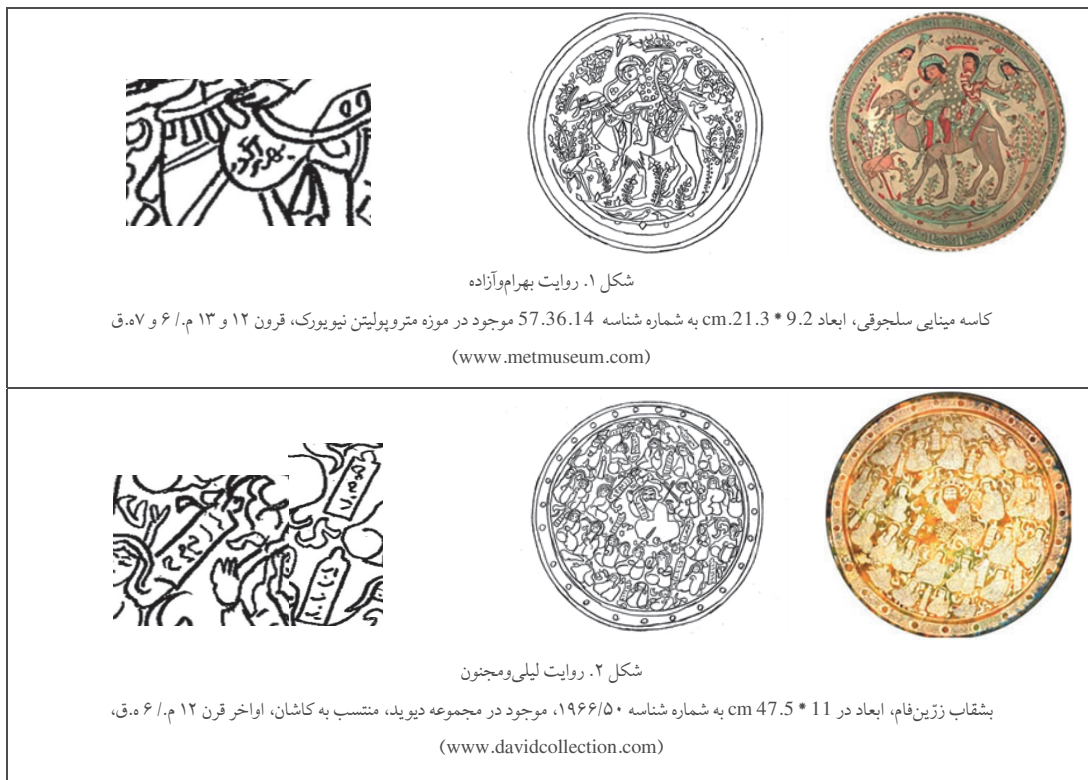 شکل ۱. روایت بهرام‌وآزاده
کاسه مینایی سلجوقی، ابعاد 9.2 * 21.3.cm به شماره شناسه 57.36.14 موجود در موزه متروپولیتن نیویورک، قرون ۱۲ و ۱۳ م./ ۶ و ۷ه.ق
(www.metmuseum.com)
شکل ۲. روایت لیلی‌ومجنون
بشقاب زرّین‌فام، ابعاد در 11 * 47.5 cm به شماره شناسه ۱۹۶۶/۵۰، موجود در مجموعه دیوید، منتسب به کاشان، اواخر قرن ۱۲ م./ ۶ ه.ق،
(www.davidcollection.com)